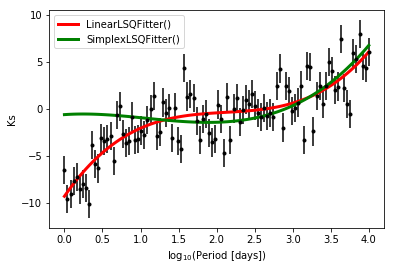 LinearLSQFitter()
SimplexLSQFitter()
10
5
0
−5
−10
Ks
0.0 0.5 1.0 1.5 2.0 2.5 3.0 3.5 4.0
log₁₀(Period [days])